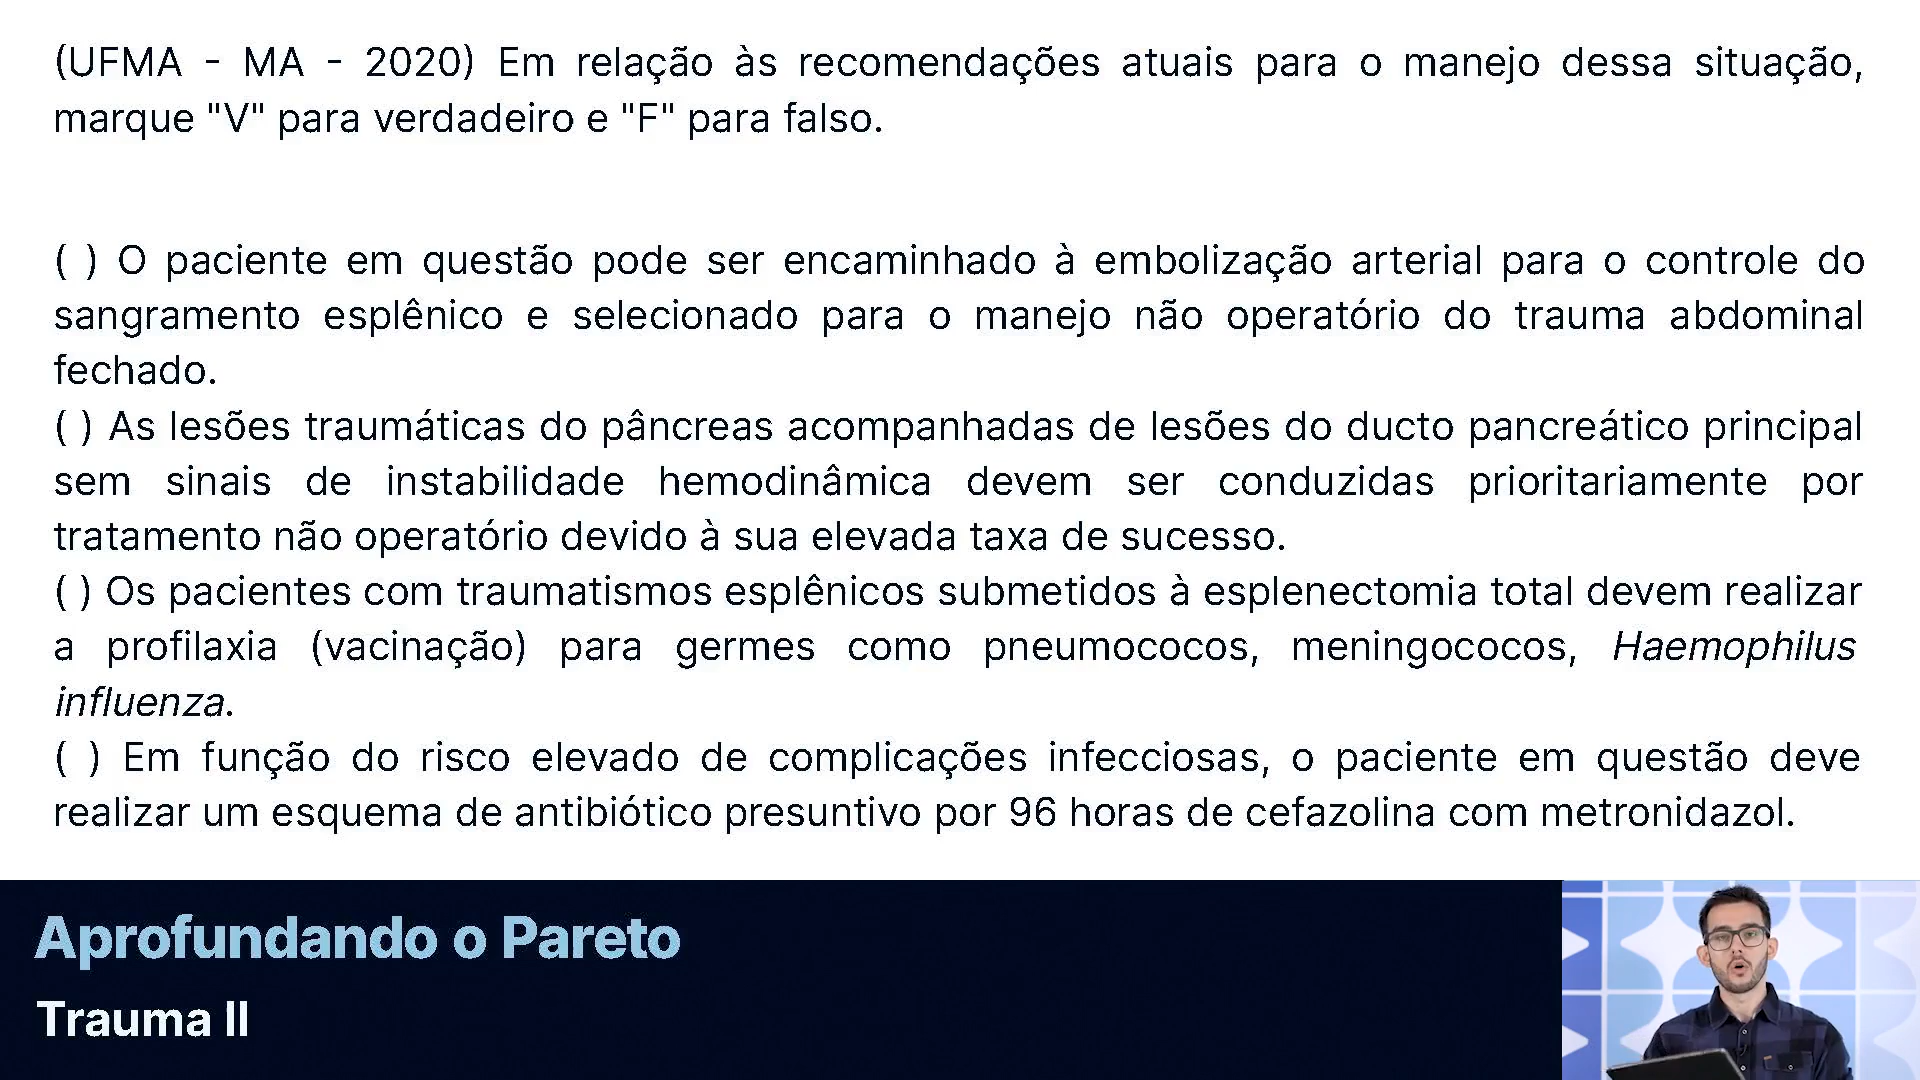 (UFMA - MA - 2020) Em relação às recomendações atuais para o manejo dessa situação,
marque "V" para verdadeiro e "F" para falso.
( ) O paciente em questão pode ser encaminhado à embolização arterial para o controle do
sangramento esplênico e selecionado para o manejo não operatório do trauma abdominal
fechado.
( ) As lesões traumáticas do pâncreas acompanhadas de lesões do ducto pancreático principal
sem sinais de instabilidade hemodinâmica devem ser conduzidas prioritariamente por
tratamento não operatório devido à sua elevada taxa de sucesso.
( ) Os pacientes com traumatismos esplênicos submetidos à esplenectomia total devem realizar
a profilaxia (vacinação) para germes como pneumococos, meningococos, Haemophilus
influenza.
( ) Em função do risco elevado de complicações infecciosas, o paciente em questão deve
realizar um esquema de antibiótico presuntivo por 96 horas de cefazolina com metronidazol.
Aprofundando o Pareto
Trauma II